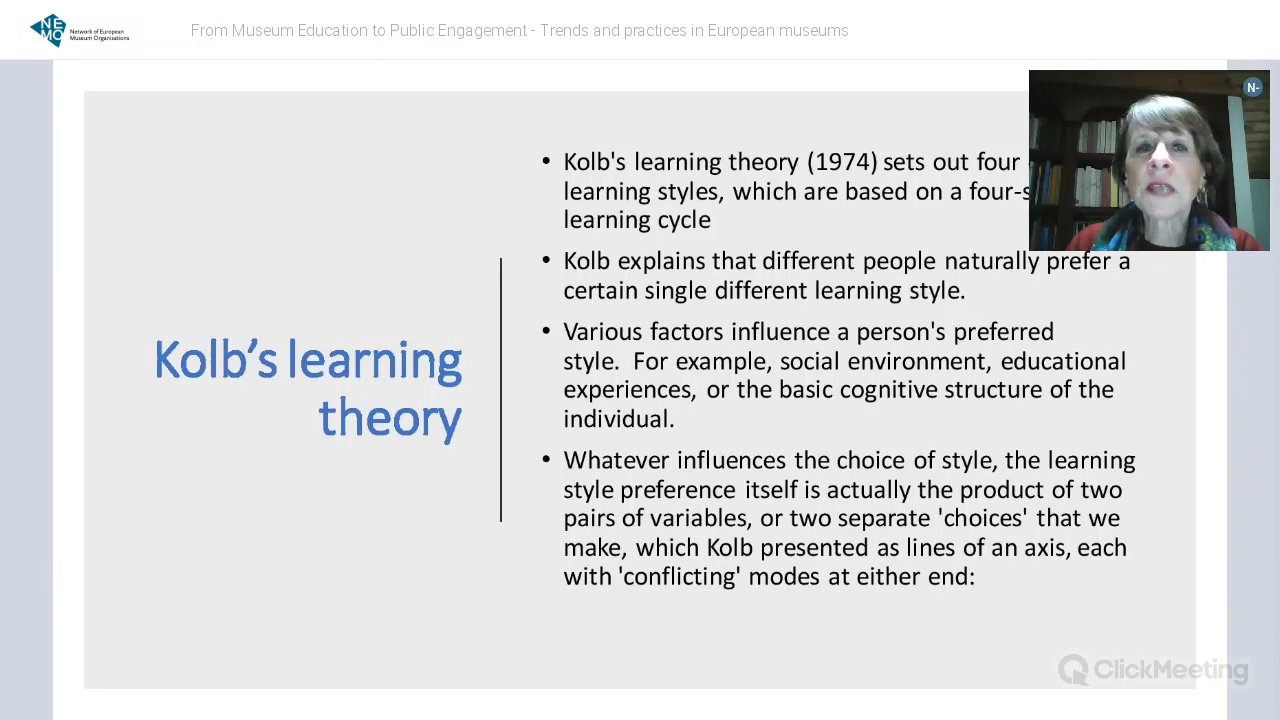 NE
MO
Network of European
Museum Organisations
From Museum Education to Public Engagement - Trends and practices in European museums
N-
Kolb's learning
theory
• Kolb's learning theory (1974) sets out four
learning styles, which are based on a
learning cycle
• Kolb explains that different people naturally prefer a
certain single different learning style.
• Various factors influence a person's preferred
style. For example, social environment, educational
experiences, or the basic cognitive structure of the
individual.
• Whatever influences the choice of style, the learning
style preference itself is actually the product of two
pairs of variables, or two separate 'choices' that we
make, which Kolb presented as lines of an axis, each
with 'conflicting' modes at either end:
ClickMeeting